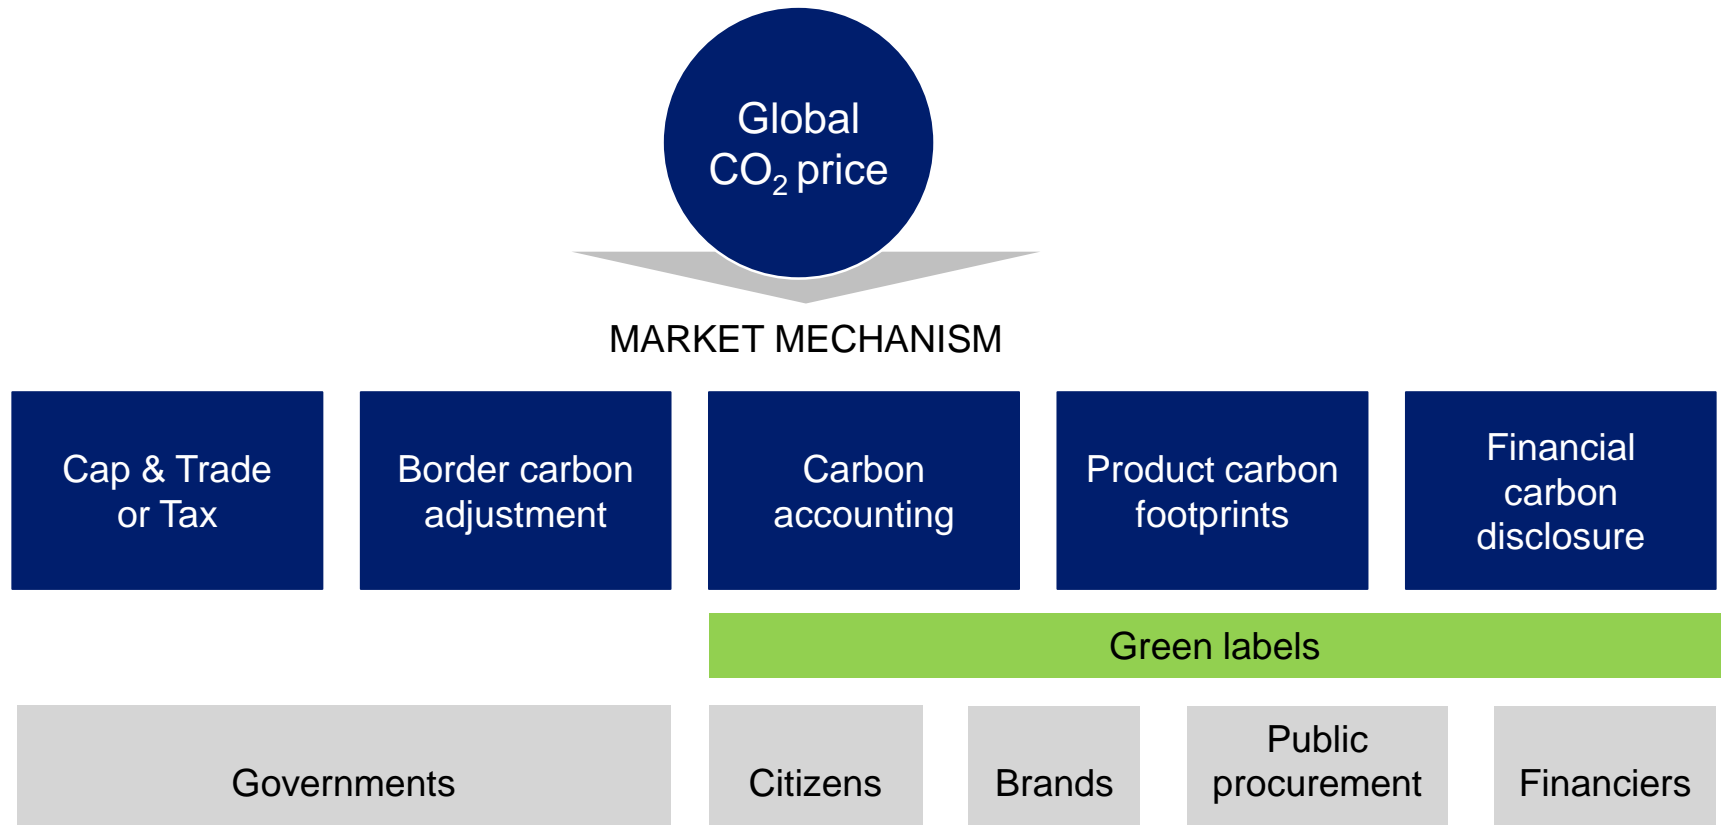 Global
CO₂ price
MARKET MECHANISM
Cap & Trade
or Tax
Border carbon
adjustment
Carbon
accounting
Product carbon
footprints
Financial
carbon
disclosure
Green labels
Governments
Citizens
Brands
Public
procurement
Financiers